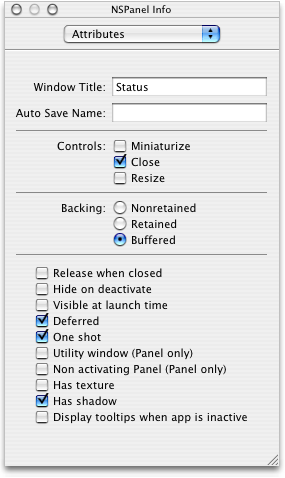 NSPanel Info
Attributes
Window Title: Status
Auto Save Name:
Controls: Miniaturize
Close
Resize
Backing: Nonretained
Retained
Buffered
Release when closed
Hide on deactivate
Visible at launch time
Deferred
One shot
Utility window (Panel only)
Non activating Panel (Panel only)
Has texture
Has shadow
Display tooltips when app is inactive